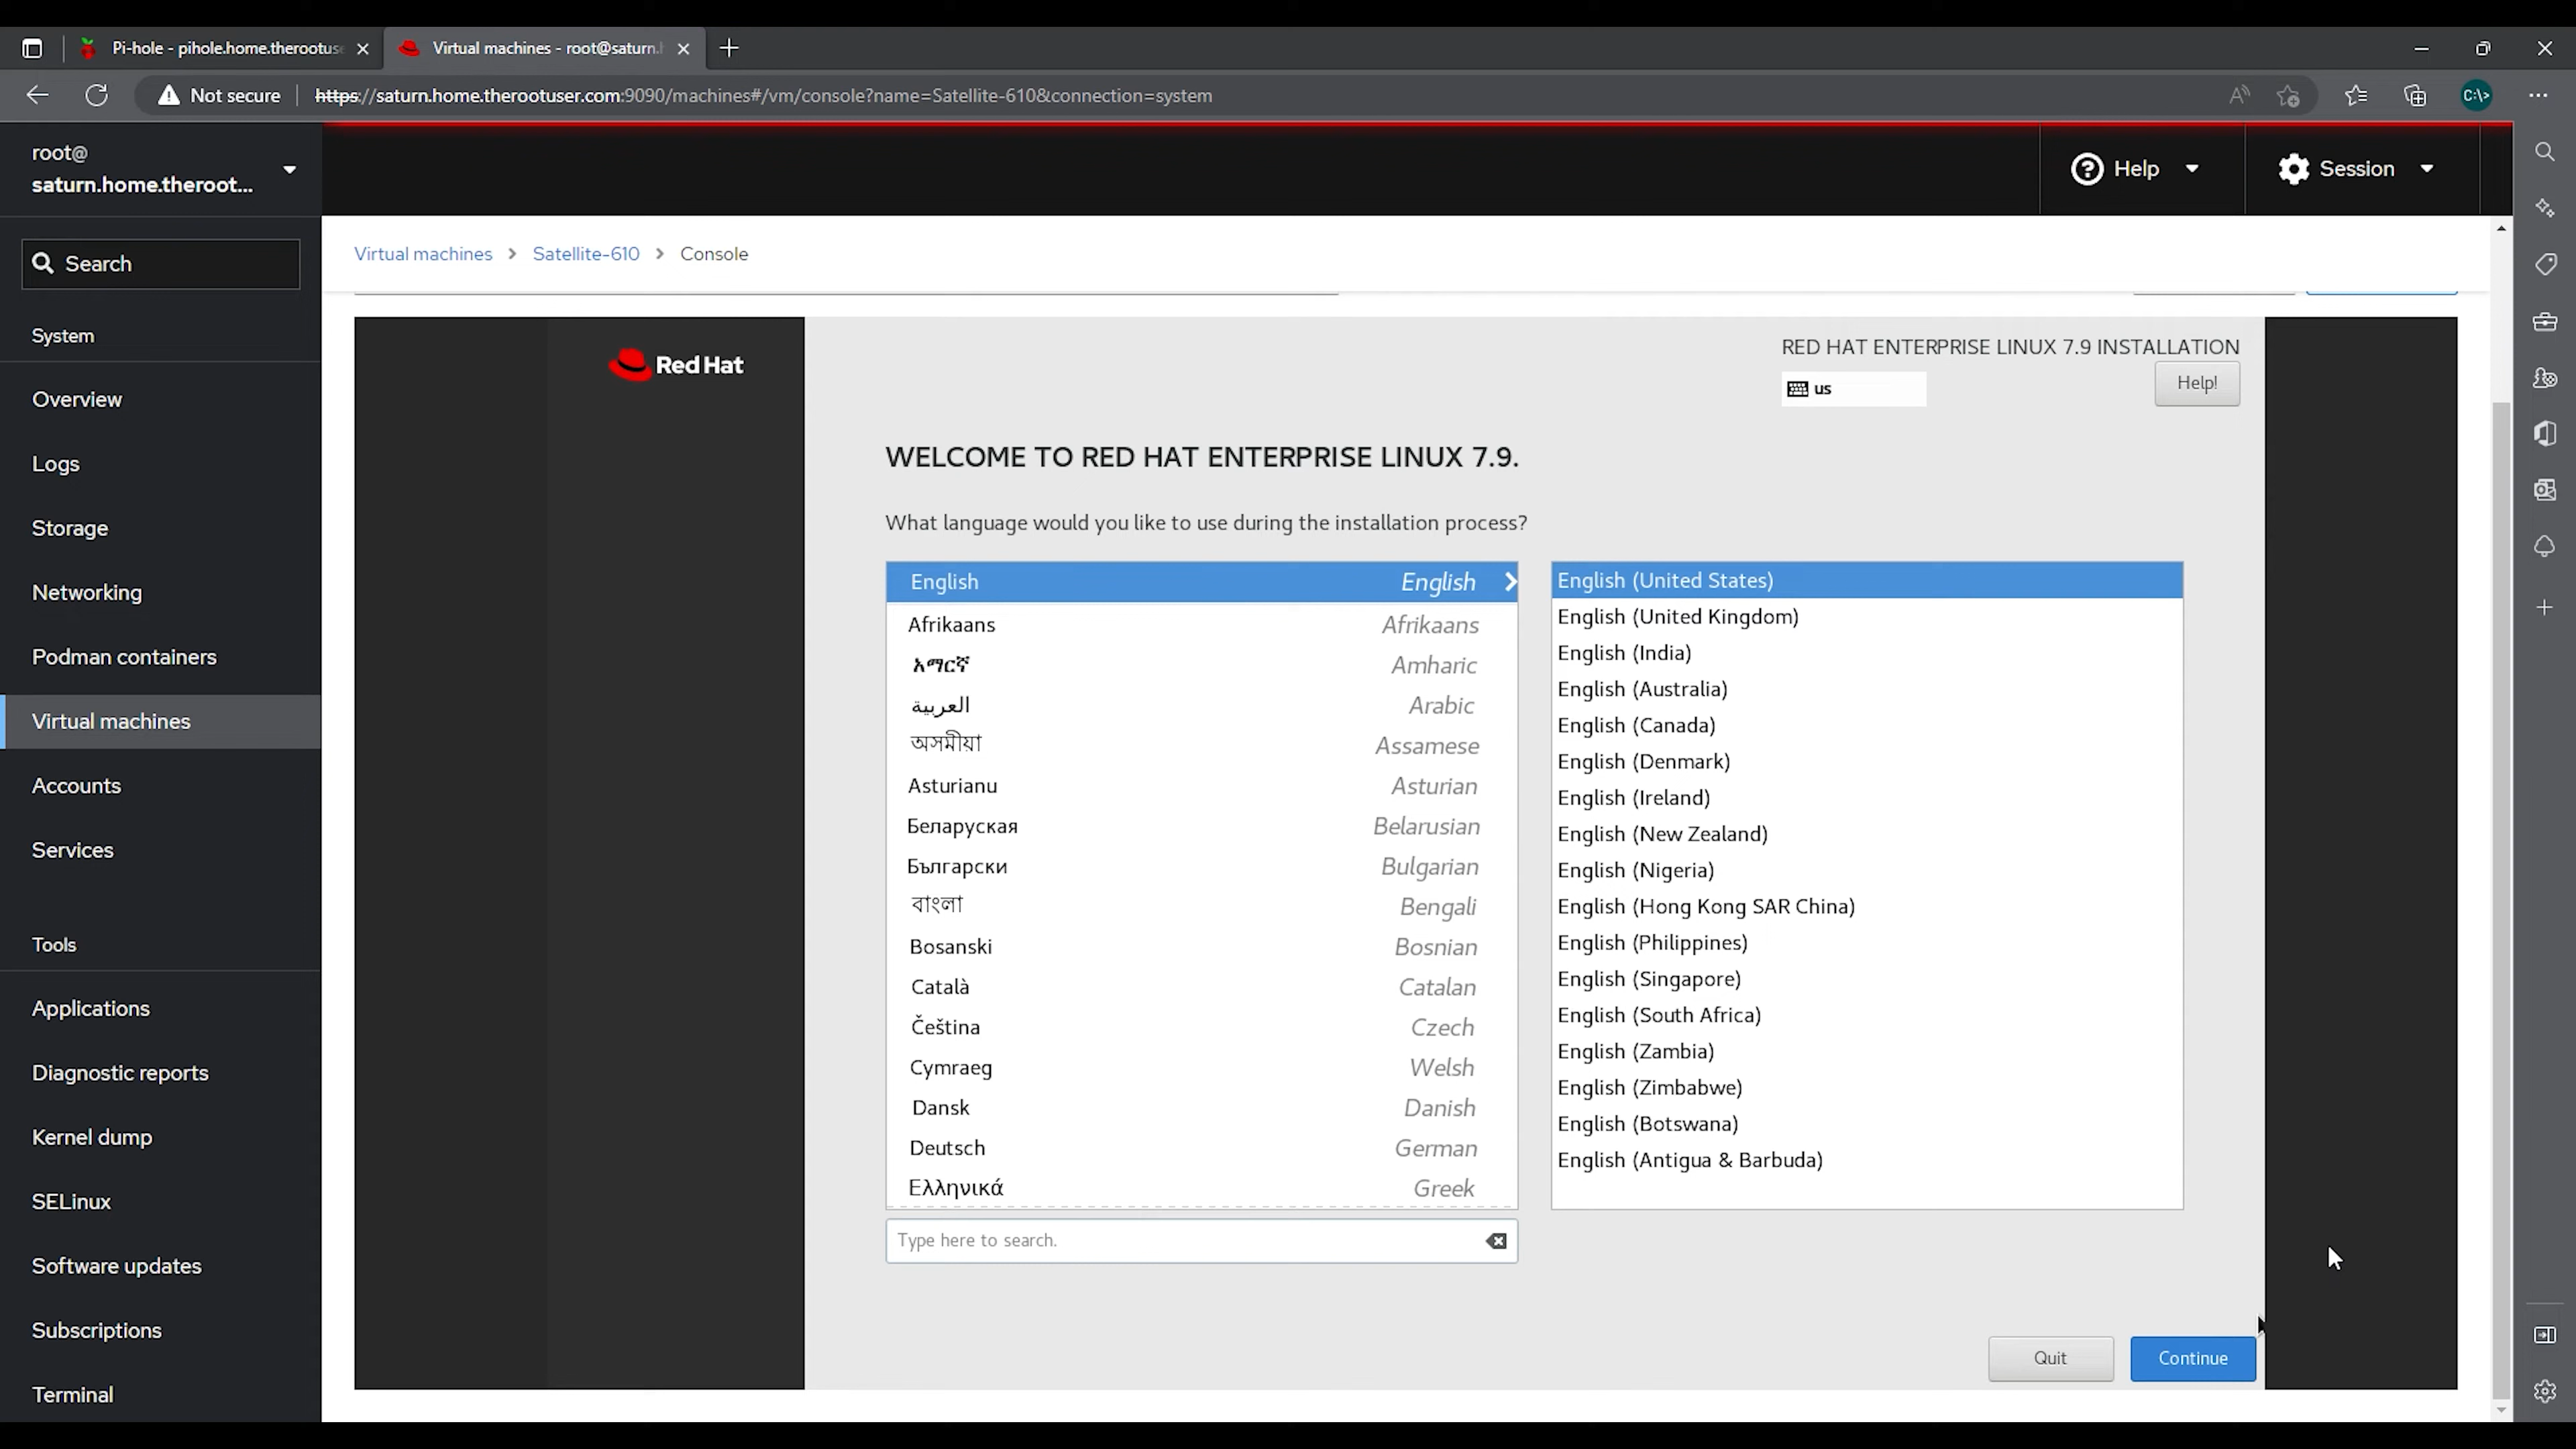 Pi-hole - pihole.home.therootuse
Virtual machines - root@saturn.h
Not secure
https://saturn.home.therootuser.com:9090/machines#/vm/console?name=Satellite-610&connection=system
C:\>
root@
saturn.home.theroot...
Help
Session
Search
System
Overview
Logs
Storage
Networking
Podman containers
Virtual machines
Accounts
Services
Tools
Applications
Diagnostic reports
Kernel dump
SELinux
Software updates
Subscriptions
Terminal
Virtual machines > Satellite-610 > Console
Red Hat
RED HAT ENTERPRISE LINUX 7.9 INSTALLATION
us
Help!
WELCOME TO RED HAT ENTERPRISE LINUX 7.9.
What language would you like to use during the installation process?
English English
Afrikaans Afrikaans
አማርኛ Amharic
العربية Arabic
অসমীয়া Assamese
Asturianu Asturian
Беларуская Belarusian
Български Bulgarian
বাংলা Bengali
Bosanski Bosnian
Català Catalan
Čeština Czech
Cymraeg Welsh
Dansk Danish
Deutsch German
Ελληνικά Greek
Type here to search.
English (United States)
English (United Kingdom)
English (India)
English (Australia)
English (Canada)
English (Denmark)
English (Ireland)
English (New Zealand)
English (Nigeria)
English (Hong Kong SAR China)
English (Philippines)
English (Singapore)
English (South Africa)
English (Zambia)
English (Zimbabwe)
English (Botswana)
English (Antigua & Barbuda)
Quit
Continue